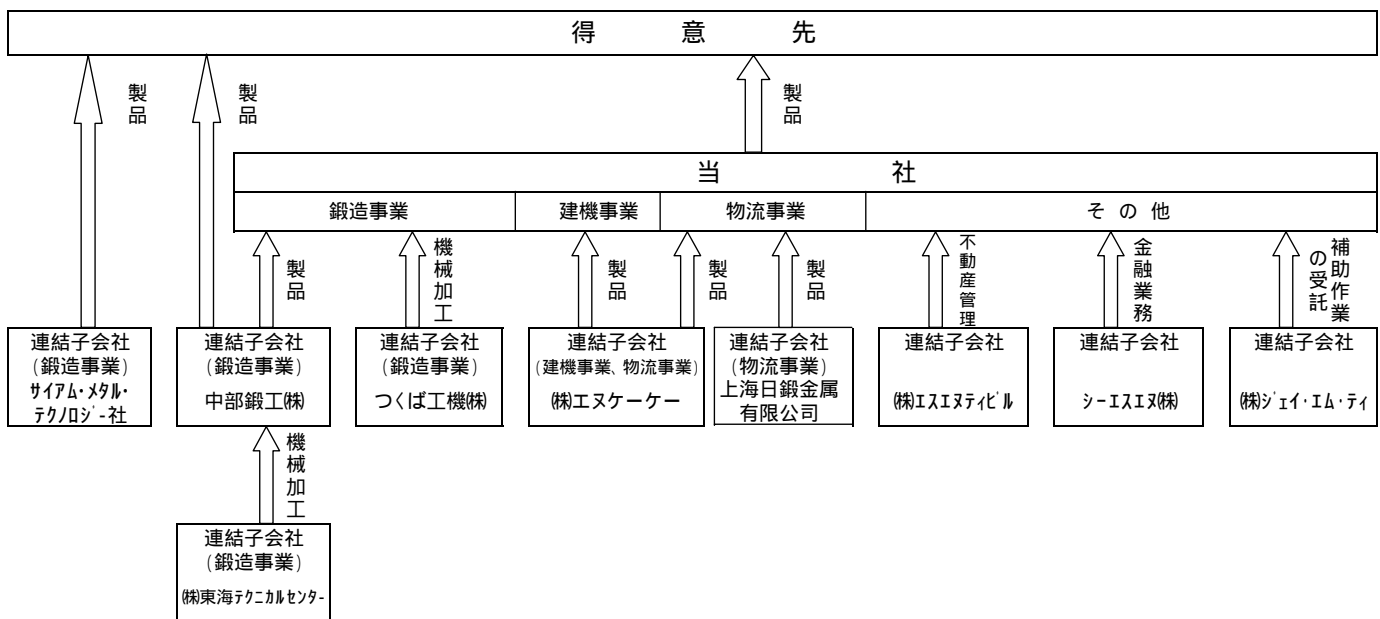 得意先
製品
製品
製品
当社
鍛造事業
建機事業
物流事業
その他
製品
機械加工
製品
製品
製品
不動産管理
金融業務
補助作業
の受託
連結子会社
(鍛造事業)
サイアム・メタル・
テクノロジー社
連結子会社
(鍛造事業)
中部鍛工㈱
連結子会社
(鍛造事業)
つくば工機㈱
連結子会社
(建機事業、物流事業)
㈱エヌケーケー
連結子会社
(物流事業)
上海日鍛金属
有限公司
連結子会社
㈱エスエヌティビル
連結子会社
シーエスエヌ㈱
連結子会社
㈱ジェイ・エム・ティ
機械加工
連結子会社
(鍛造事業)
㈱東海テクニカルセンター